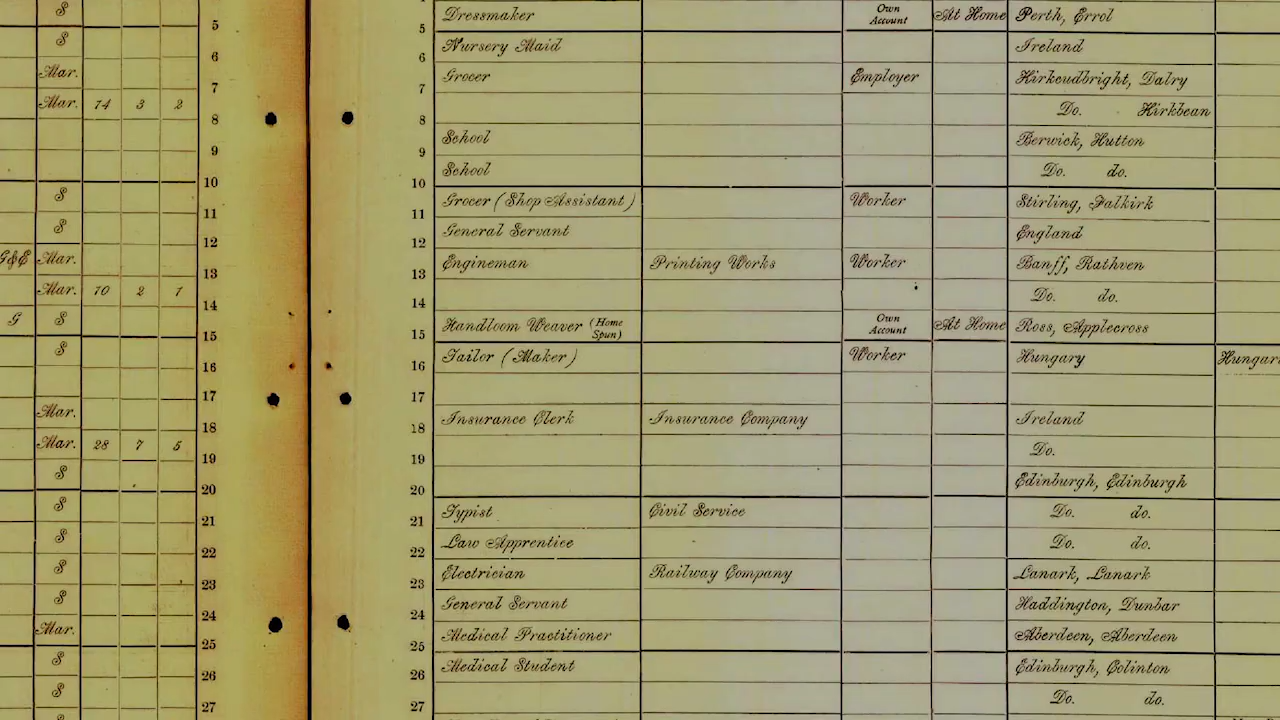 S 5 5 Dressmaker Own Account At Home Perth, Errol
S 6 6 Nursery Maid Ireland
Mar. 7 7 Grocer Employer Kirkcudbright, Dalry
Mar. 74 3 2 8 8 Do. Kirkbean
9 9 School Berwick, Hutton
10 10 School Do. do.
S 11 11 Grocer (Shop Assistant) Worker Stirling, Falkirk
S 12 12 General Servant England
G&E Mar. 13 13 Engineman Printing Works Worker Banff, Rathven
Mar. 70 2 1 14 14 Do. do.
G S 15 15 Handloom Weaver (Home Spun) Own Account At Home Ross, Applecross
S 16 16 Tailor (Maker) Worker Hungary
17 17
Mar. 18 18 Insurance Clerk Insurance Company Ireland
Mar. 28 7 5 19 19 Do.
S 20 20 Edinburgh, Edinburgh
S 21 21 Typist Civil Service Do. do.
S 22 22 Law Apprentice Do. do.
S 23 23 Electrician Railway Company Lanark, Lanark
S 24 24 General Servant Haddington, Dunbar
Mar. 25 25 Medical Practitioner Aberdeen, Aberdeen
S 26 26 Medical Student Edinburgh, Colinton
S 27 27 Do. do.